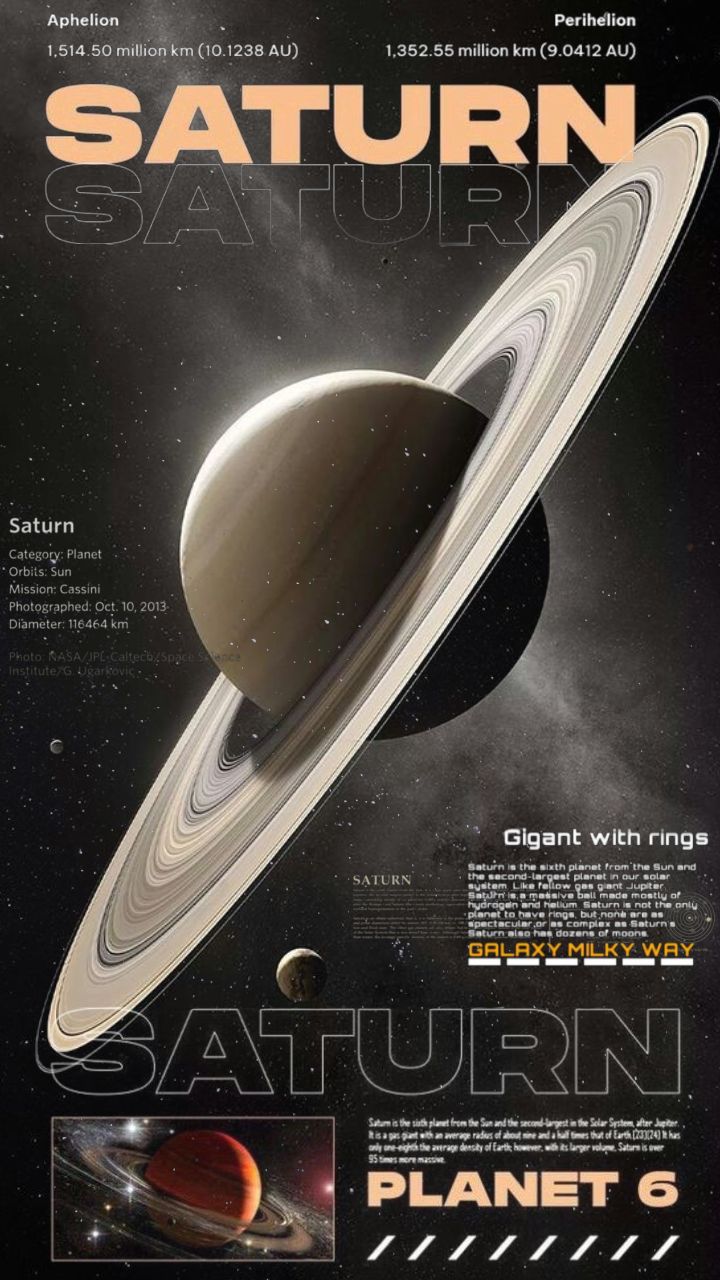 Aphelion
Perihelion
1,514.50 million km (10.1238 AU)
1,352.55 million km (9.0412 AU)
SATURN
SATURN
Saturn
Category: Planet
Orbits: Sun
Mission: Cassini
Photographed: Oct. 10, 2013
Diameter: 116464 km
Photo: NASA/JPL-Caltech/Space Science
Institute/G. Ugarkovic
Gigant with rings
Saturn is the sixth planet from the Sun and
the second-largest planet in our solar
system. Like fellow gas giant Jupiter,
Saturn is a massive ball made mostly of
hydrogen and helium. Saturn is not the only
planet to have rings, but none are as
spectacular or as complex as Saturn's
Saturn also has dozens of moons.
GALAXY MILKY WAY
SATURN
SATURN
Saturn is the sixth planet from the Sun and the second-largest in the Solar System, after Jupiter.
It is a gas giant with an average radius of about nine and a half times that of Earth.[23][24] It has
only one-eighth the average density of Earth; however, with its larger volume, Saturn is over
95 times more massive.
PLANET 6